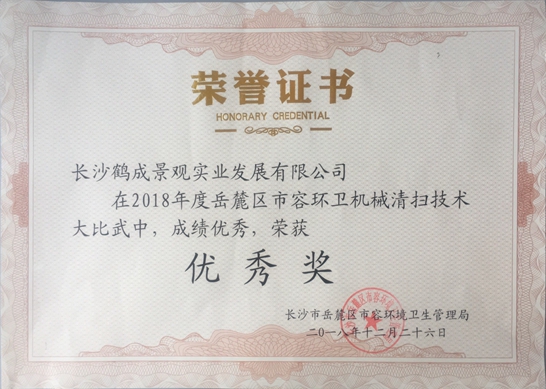 荣誉证书
HONORARY CREDENTIAL
长沙鹤成景观实业发展有限公司
在2018年度岳麓区市容环卫机械清扫技术
大比武中，成绩优秀，荣获
优秀奖
长沙市岳麓区市容环境卫生管理局
二〇一八年十二月二十六日